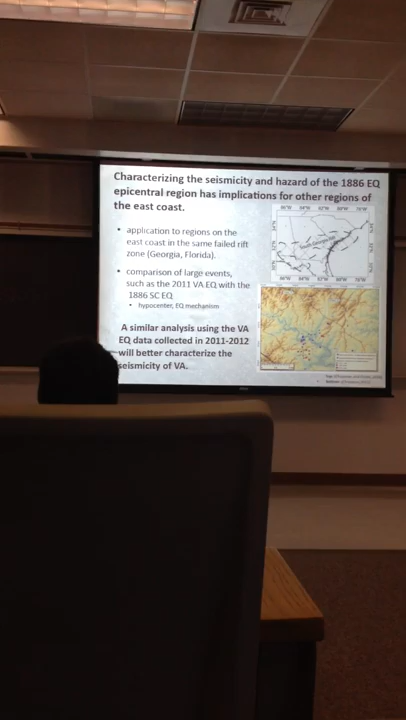 Characterizing the seismicity and hazard of the 1886 EQ
epicentral region has implications for other regions of
the east coast.
• application to regions on the
east coast in the same failed rift
zone (Georgia, Florida).
• comparison of large events,
such as the 2011 VA EQ with the
1886 SC EQ
• hypocenter, EQ mechanism
A similar analysis using the VA
EQ data collected in 2011-2012
will better characterize the
seismicity of VA.
South Georgia